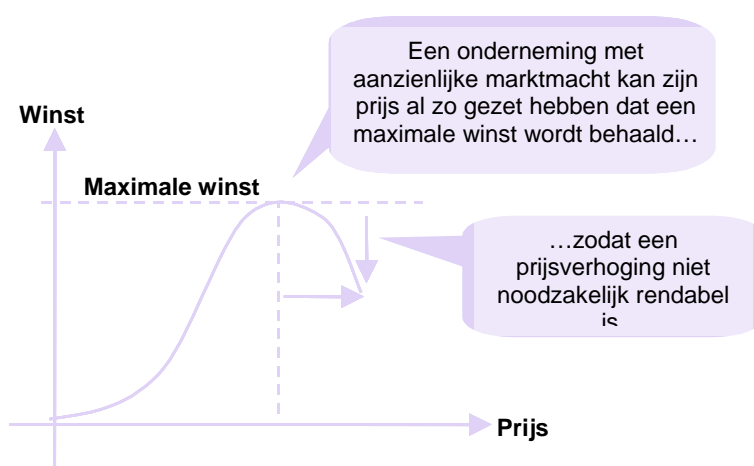 Een onderneming met
aanzienlijke marktmacht kan zijn
prijs al zo gezet hebben dat een
maximale winst wordt behaald…
Winst
Maximale winst
…zodat een
prijsverhoging niet
noodzakelijk rendabel
is
Prijs